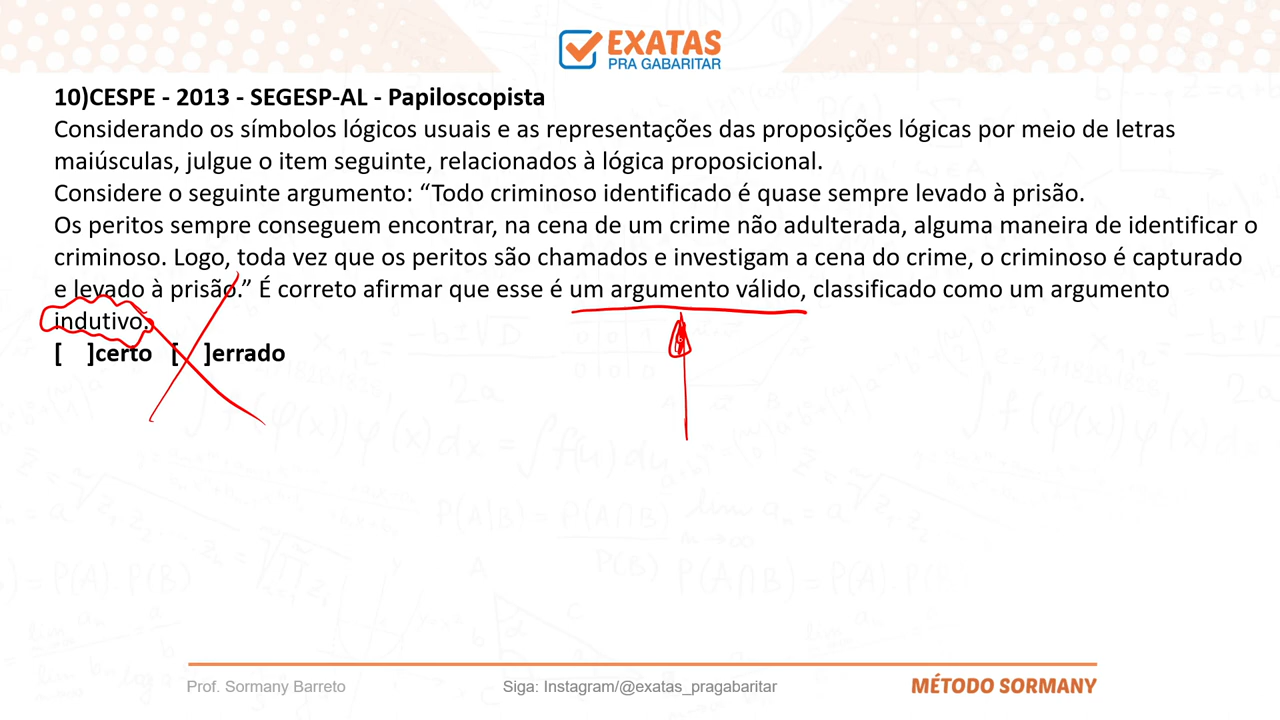 EXATAS
PRA GABARITAR
10)CESPE - 2013 - SEGESP-AL - Papiloscopista
Considerando os símbolos lógicos usuais e as representações das proposições lógicas por meio de letras
maiúsculas, julgue o item seguinte, relacionados à lógica proposicional.
Considere o seguinte argumento: “Todo criminoso identificado é quase sempre levado à prisão.
Os peritos sempre conseguem encontrar, na cena de um crime não adulterada, alguma maneira de identificar o
criminoso. Logo, toda vez que os peritos são chamados e investigam a cena do crime, o criminoso é capturado
e levado à prisão.” É correto afirmar que esse é um argumento válido, classificado como um argumento
indutivo.
[ ]certo [ ]errado
Prof. Sormany Barreto Siga: Instagram/@exatas_pragabaritar MÉTODO SORMANY